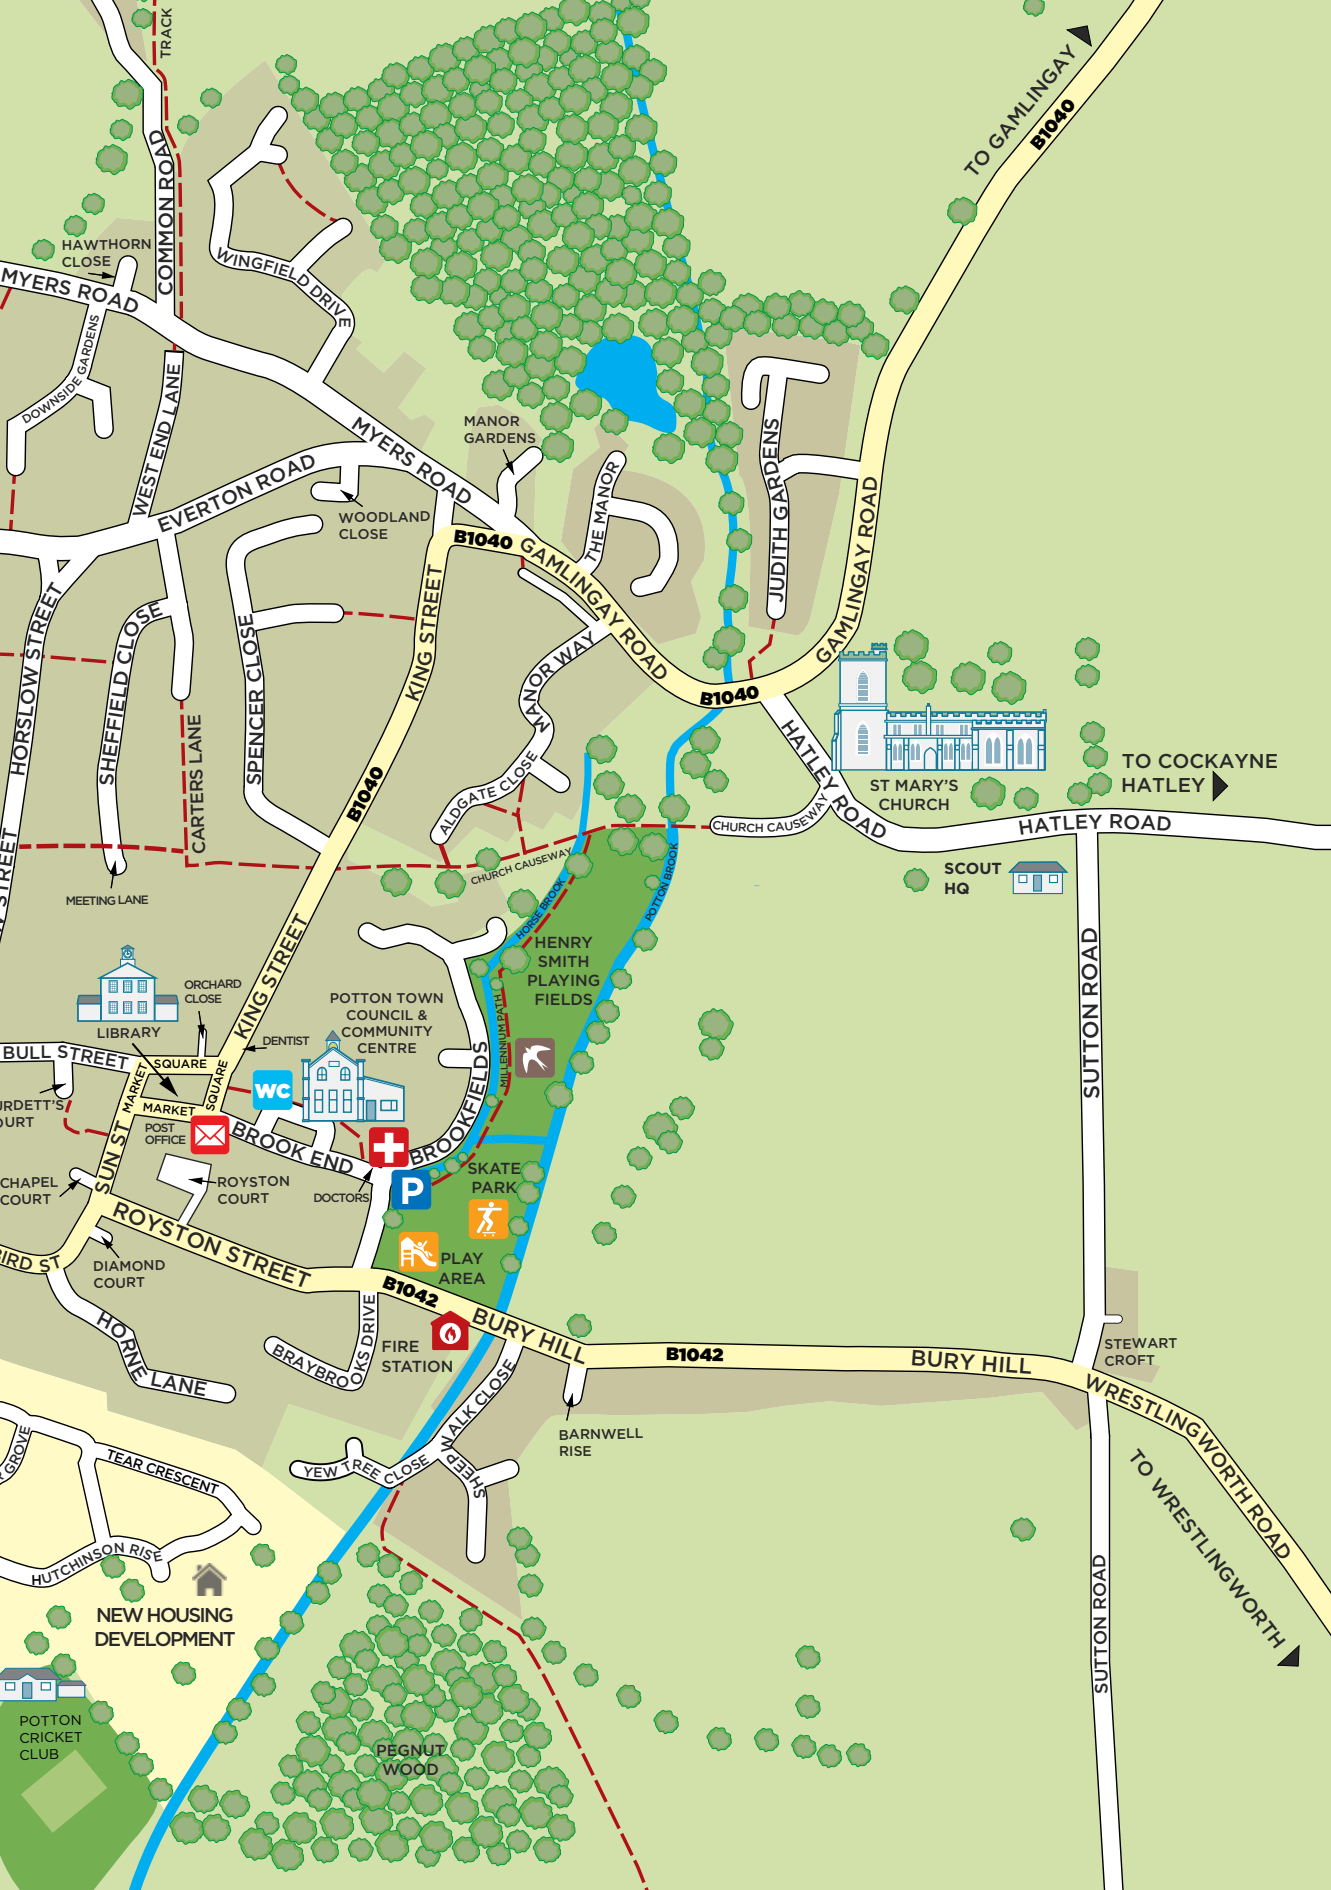 TRACK
TO GAMLINGAY
B1040
COMMON ROAD
HAWTHORN
CLOSE
MYERS ROAD
WINGFIELD DRIVE
DOWNSIDE GARDENS
WEST END LANE
MYERS ROAD
MANOR
GARDENS
EVERTON ROAD
WOODLAND
CLOSE
THE MANOR
JUDITH GARDENS
B1040
GAMLINGAY ROAD
GAMLINGAY ROAD
KING STREET
HORSLOW STREET
SHEFFIELD CLOSE
SPENCER CLOSE
MANOR WAY
B1040
CARTERS LANE
HATLEY ROAD
ST MARY'S
CHURCH
TO COCKAYNE
HATLEY
ALDGATE CLOSE
B1040
CHURCH CAUSEWAY
HATLEY ROAD
CHURCH CAUSEWAY
POTTON BROOK
HORSE BROOK
SCOUT
HQ
STREET
MEETING LANE
HENRY
SMITH
PLAYING
FIELDS
KING STREET
SUTTON ROAD
ORCHARD
CLOSE
POTTON TOWN
COUNCIL &
COMMUNITY
CENTRE
LIBRARY
DENTIST
BULL STREET
SQUARE
MARKET
SQUARE
MARKET
WC
MILLENNIUM PATH
BROOKFIELDS
POST
OFFICE
BROOK END
SUN ST
URDETT'S
OURT
CHAPEL
COURT
ROYSTON
COURT
DOCTORS
P
SKATE
PARK
PLAY
AREA
ROYSTON STREET
BIRD ST
DIAMOND
COURT
B1042
BURY HILL
B1042
BURY HILL
FIRE
STATION
HORNE LANE
BRAYBROOKS DRIVE
STEWART
CROFT
WRESTLINGWORTH ROAD
TO WRESTLINGWORTH
SHEEP WALK CLOSE
BARNWELL
RISE
YEW TREE CLOSE
GROVE
TEAR CRESCENT
HUTCHINSON RISE
NEW HOUSING
DEVELOPMENT
SUTTON ROAD
POTTON
CRICKET
CLUB
PEGNUT
WOOD